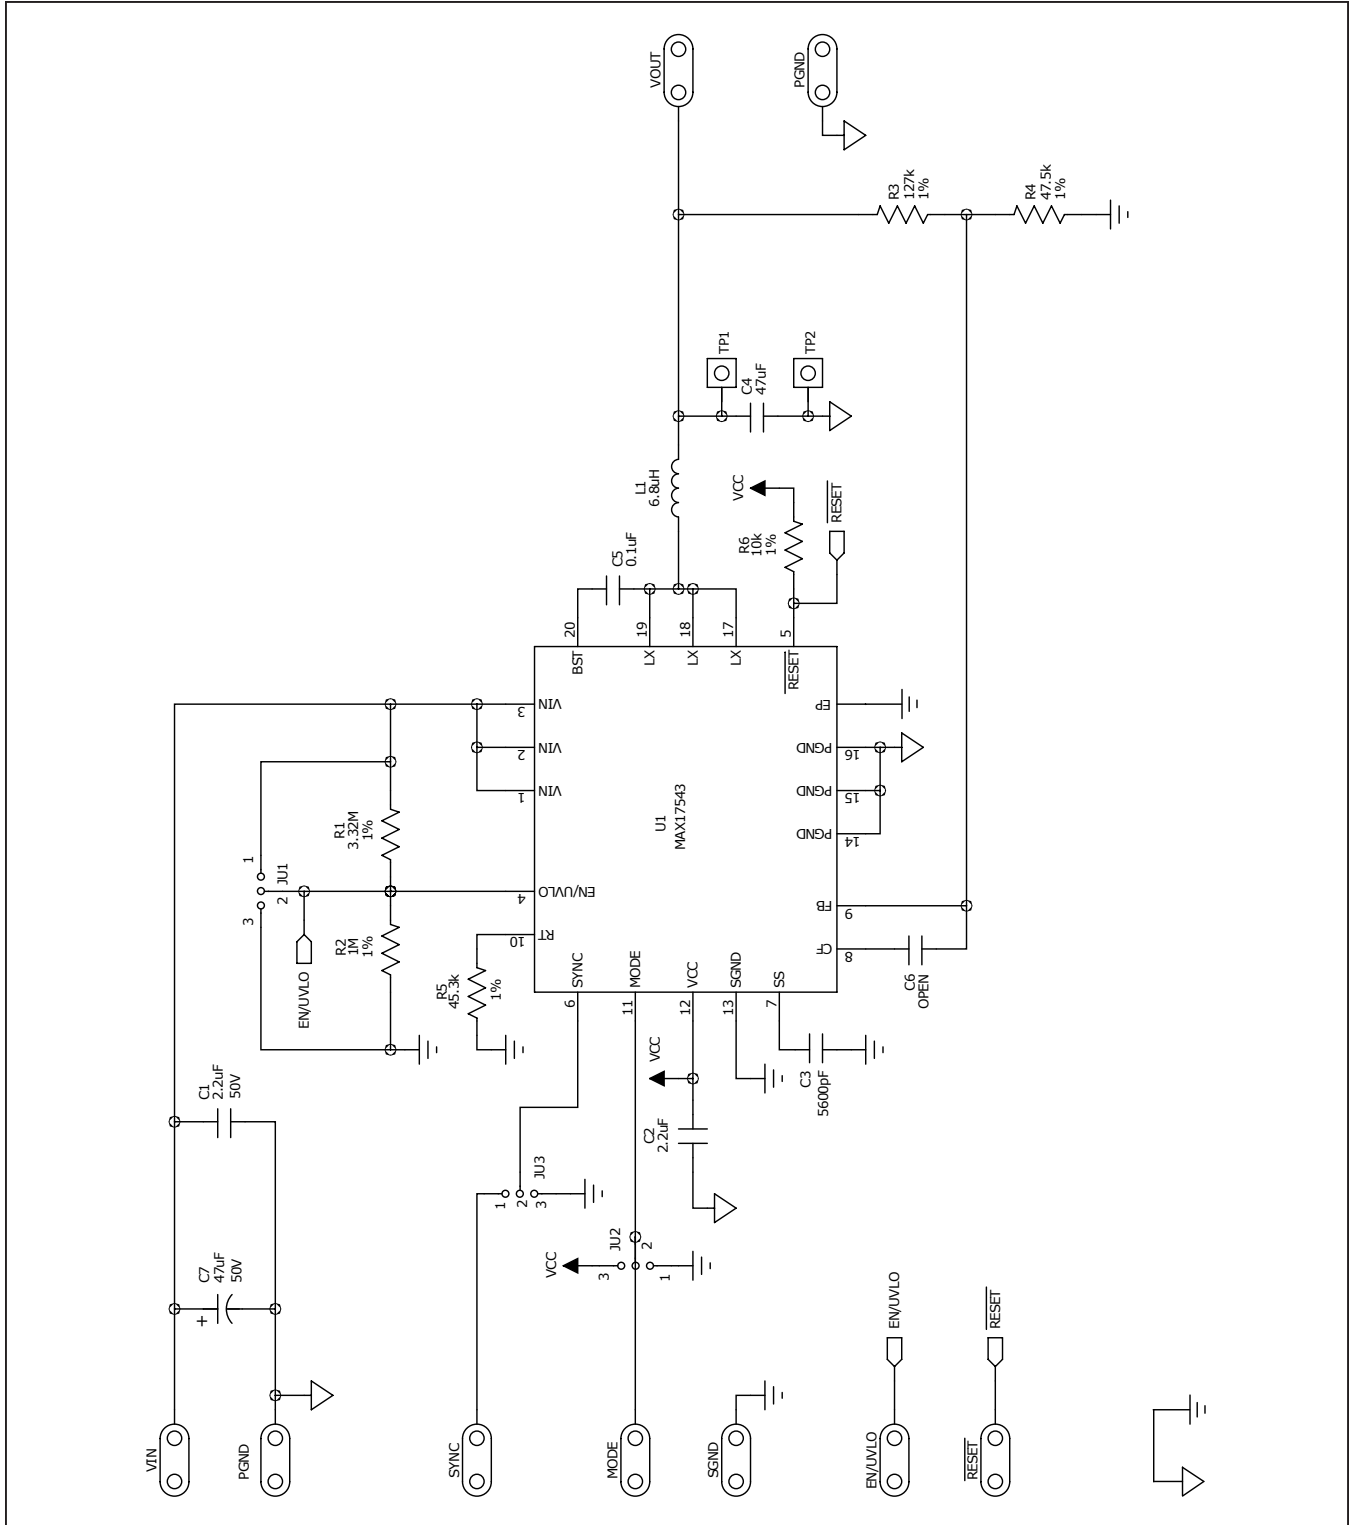 VOUT
PGND
R3
127k
1%
R4
47.5k
1%
TP1
C4
47uF
TP2
L1
6.8uH
VCC
R6
10k
1%
RESET
C5
0.1uF
20
19
18
17
5
BST
LX
LX
LX
RESET
3
VIN
2
VIN
1
VIN
EP
PGND
16
PGND
15
PGND
14
U1
MAX17543
R1
3.32M
1%
1
JU1
2
3
R2
1M
1%
EN/UVLO
4
EN/UVLO
10
RT
R5
45.3k
1%
FB
9
CF
8
C6
OPEN
SYNC
MODE
VCC
SGND
SS
6
11
12
13
7
C1
2.2uF
50V
VCC
C2
2.2uF
C3
5600pF
JU3
1
2
3
JU2
2
VCC
3
1
C7
47uF
50V
+
EN/UVLO
RESET
VIN
PGND
SYNC
MODE
SGND
EN/UVLO
RESET